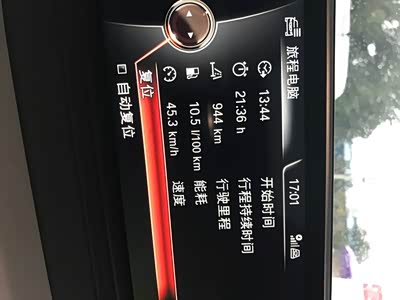 旅程电脑 17:01
13:44 开始时间
21:36 h 行程持续时间
944 km 行驶里程
10.5 l/100 km 能耗
45.3 km/h 速度
复位
自动复位